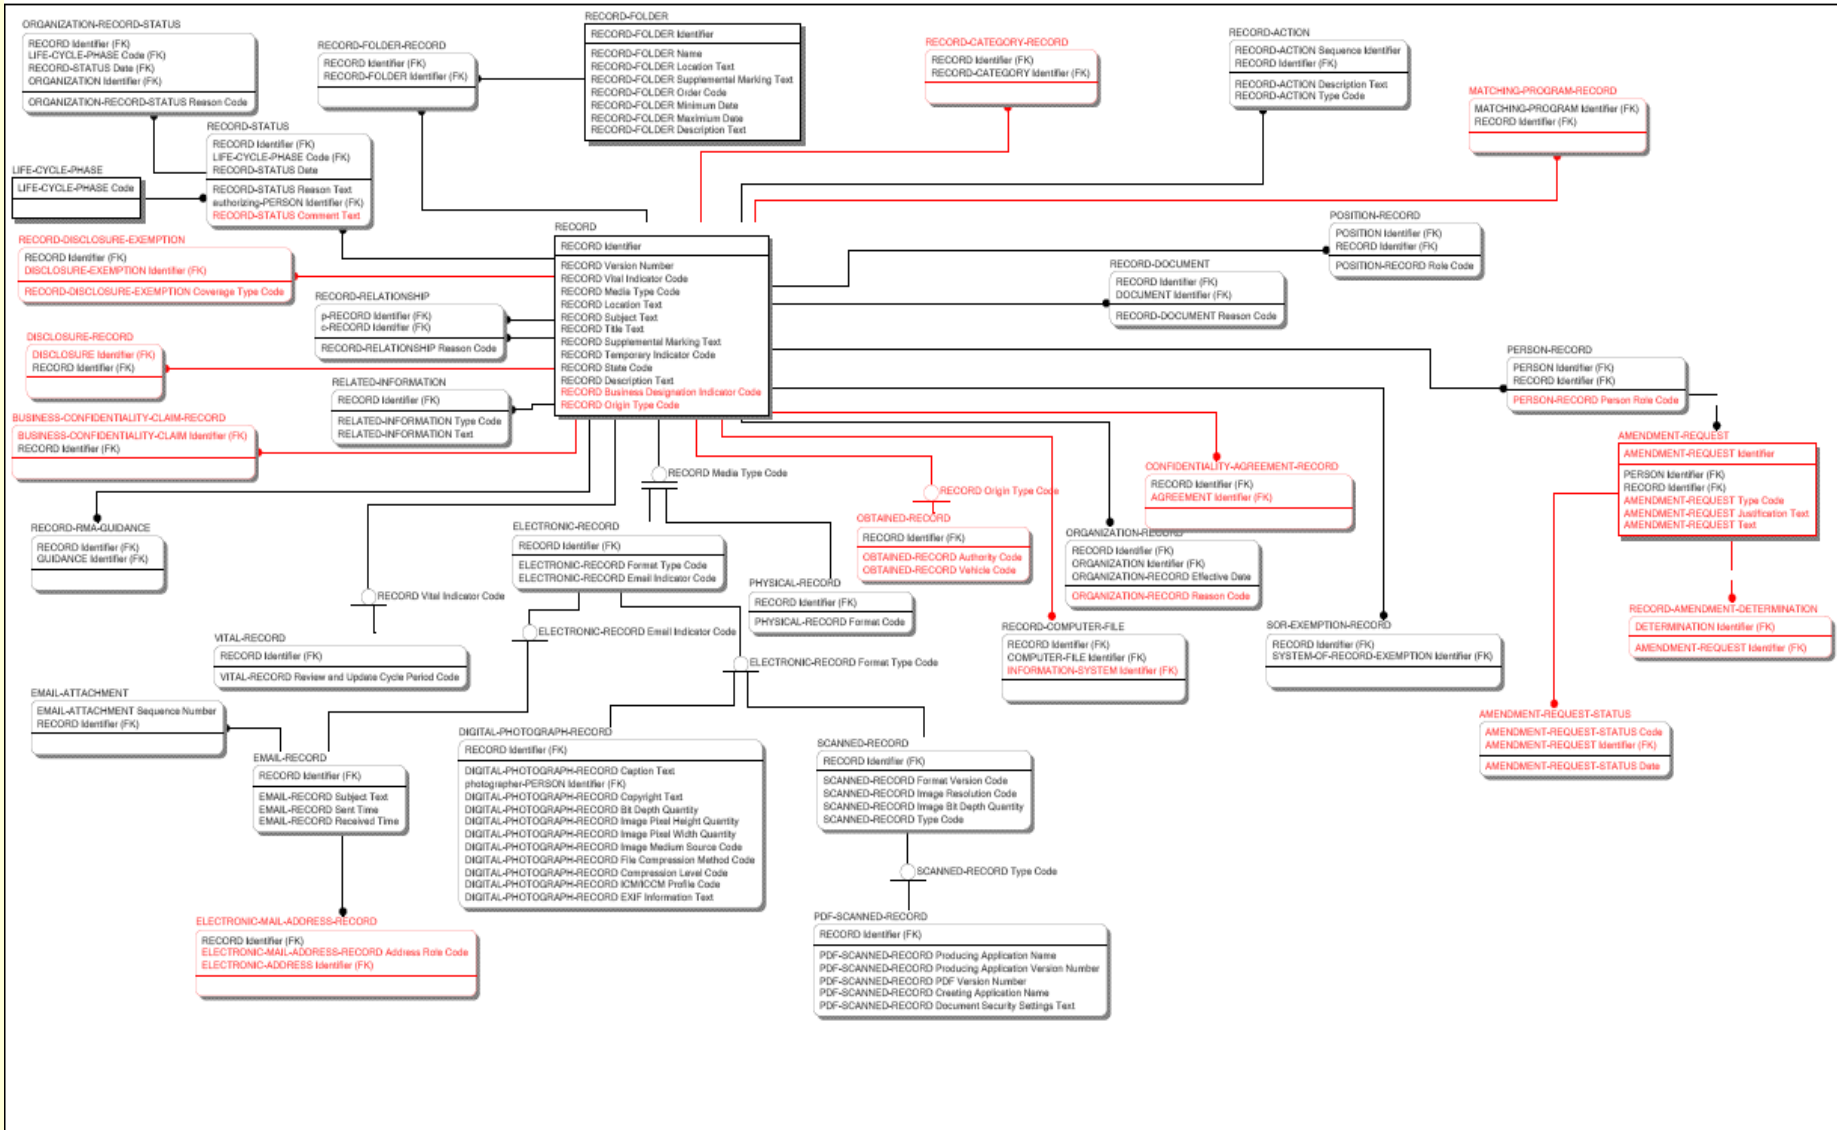 ORGANIZATION-RECORD-STATUS
RECORD Identifier (FK)
LIFE-CYCLE-PHASE Code (FK)
RECORD-STATUS Date (FK)
ORGANIZATION Identifier (FK)
ORGANIZATION-RECORD-STATUS Reason Code
RECORD-FOLDER-RECORD
RECORD Identifier (FK)
RECORD-FOLDER Identifier (FK)
RECORD-FOLDER
RECORD-FOLDER Identifier
RECORD-FOLDER Name
RECORD-FOLDER Location Text
RECORD-FOLDER Supplemental Marking Text
RECORD-FOLDER Order Code
RECORD-FOLDER Minimum Date
RECORD-FOLDER Maximium Date
RECORD-FOLDER Description Text
RECORD-CATEGORY-RECORD
RECORD Identifier (FK)
RECORD-CATEGORY Identifier (FK)
RECORD-ACTION
RECORD-ACTION Sequence Identifier
RECORD Identifier (FK)
RECORD-ACTION Description Text
RECORD-ACTION Type Code
MATCHING-PROGRAM-RECORD
MATCHING-PROGRAM Identifier (FK)
RECORD Identifier (FK)
RECORD-STATUS
RECORD Identifier (FK)
LIFE-CYCLE-PHASE Code (FK)
RECORD-STATUS Date
RECORD-STATUS Reason Text
authorizing-PERSON Identifier (FK)
RECORD-STATUS Comment Text
LIFE-CYCLE-PHASE
LIFE-CYCLE-PHASE Code
RECORD-DISCLOSURE-EXEMPTION
RECORD Identifier (FK)
DISCLOSURE-EXEMPTION Identifier (FK)
RECORD-DISCLOSURE-EXEMPTION Coverage Type Code
RECORD
RECORD Identifier
RECORD Version Number
RECORD Vital Indicator Code
RECORD Media Type Code
RECORD Location Text
RECORD Subject Text
RECORD Title Text
RECORD Supplemental Marking Text
RECORD Temporary Indicator Code
RECORD State Code
RECORD Description Text
RECORD Business Designation Indicator Code
RECORD Origin Type Code
POSITION-RECORD
POSITION Identifier (FK)
RECORD Identifier (FK)
POSITION-RECORD Role Code
RECORD-DOCUMENT
RECORD Identifier (FK)
DOCUMENT Identifier (FK)
RECORD-DOCUMENT Reason Code
RECORD-RELATIONSHIP
p-RECORD Identifier (FK)
c-RECORD Identifier (FK)
RECORD-RELATIONSHIP Reason Code
DISCLOSURE-RECORD
DISCLOSURE Identifier (FK)
RECORD Identifier (FK)
PERSON-RECORD
PERSON Identifier (FK)
RECORD Identifier (FK)
PERSON-RECORD Person Role Code
RELATED-INFORMATION
RECORD Identifier (FK)
RELATED-INFORMATION Type Code
RELATED-INFORMATION Text
BUSINESS-CONFIDENTIALITY-CLAIM-RECORD
BUSINESS-CONFIDENTIALITY-CLAIM Identifier (FK)
RECORD Identifier (FK)
AMENDMENT-REQUEST
AMENDMENT-REQUEST Identifier
PERSON Identifier (FK)
RECORD Identifier (FK)
AMENDMENT-REQUEST Type Code
AMENDMENT-REQUEST Justification Text
AMENDMENT-REQUEST Text
RECORD Media Type Code
RECORD Origin Type Code
CONFIDENTIALITY-AGREEMENT-RECORD
RECORD Identifier (FK)
AGREEMENT Identifier (FK)
RECORD-RMA-GUIDANCE
RECORD Identifier (FK)
GUIDANCE Identifier (FK)
ELECTRONIC-RECORD
RECORD Identifier (FK)
ELECTRONIC-RECORD Format Type Code
ELECTRONIC-RECORD Email Indicator Code
OBTAINED-RECORD
RECORD Identifier (FK)
OBTAINED-RECORD Authority Code
OBTAINED-RECORD Vehicle Code
ORGANIZATION-RECORD
RECORD Identifier (FK)
ORGANIZATION Identifier (FK)
ORGANIZATION-RECORD Effective Date
ORGANIZATION-RECORD Reason Code
PHYSICAL-RECORD
RECORD Identifier (FK)
PHYSICAL-RECORD Format Code
RECORD Vital Indicator Code
RECORD-AMENDMENT-DETERMINATION
DETERMINATION Identifier (FK)
AMENDMENT-REQUEST Identifier (FK)
ELECTRONIC-RECORD Email Indicator Code
RECORD-COMPUTER-FILE
RECORD Identifier (FK)
COMPUTER-FILE Identifier (FK)
INFORMATION-SYSTEM Identifier (FK)
SOR-EXEMPTION-RECORD
RECORD Identifier (FK)
SYSTEM-OF-RECORD-EXEMPTION Identifier (FK)
VITAL-RECORD
RECORD Identifier (FK)
VITAL-RECORD Review and Update Cycle Period Code
ELECTRONIC-RECORD Format Type Code
EMAIL-ATTACHMENT
EMAIL-ATTACHMENT Sequence Number
RECORD Identifier (FK)
AMENDMENT-REQUEST-STATUS
AMENDMENT-REQUEST-STATUS Code
AMENDMENT-REQUEST Identifier (FK)
AMENDMENT-REQUEST-STATUS Date
EMAIL-RECORD
RECORD Identifier (FK)
EMAIL-RECORD Subject Text
EMAIL-RECORD Sent Time
EMAIL-RECORD Received Time
DIGITAL-PHOTOGRAPH-RECORD
RECORD Identifier (FK)
DIGITAL-PHOTOGRAPH-RECORD Caption Text
photographer-PERSON Identifier (FK)
DIGITAL-PHOTOGRAPH-RECORD Copyright Text
DIGITAL-PHOTOGRAPH-RECORD Bit Depth Quantity
DIGITAL-PHOTOGRAPH-RECORD Image Pixel Height Quantity
DIGITAL-PHOTOGRAPH-RECORD Image Pixel Width Quantity
DIGITAL-PHOTOGRAPH-RECORD Image Medium Source Code
DIGITAL-PHOTOGRAPH-RECORD File Compression Method Code
DIGITAL-PHOTOGRAPH-RECORD Compression Level Code
DIGITAL-PHOTOGRAPH-RECORD ICM/ICCM Profile Code
DIGITAL-PHOTOGRAPH-RECORD EXIF Information Text
SCANNED-RECORD
RECORD Identifier (FK)
SCANNED-RECORD Format Version Code
SCANNED-RECORD Image Resolution Code
SCANNED-RECORD Image Bit Depth Quantity
SCANNED-RECORD Type Code
SCANNED-RECORD Type Code
ELECTRONIC-MAIL-ADDRESS-RECORD
RECORD Identifier (FK)
ELECTRONIC-MAIL-ADDRESS-RECORD Address Role Code
ELECTRONIC-ADDRESS Identifier (FK)
PDF-SCANNED-RECORD
RECORD Identifier (FK)
PDF-SCANNED-RECORD Producing Application Name
PDF-SCANNED-RECORD Producing Application Version Number
PDF-SCANNED-RECORD PDF Version Number
PDF-SCANNED-RECORD Creating Application Name
PDF-SCANNED-RECORD Document Security Settings Text